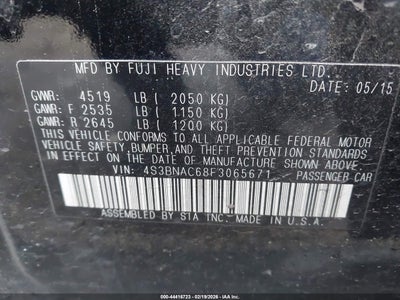 MFD BY FUJI HEAVY INDUSTRIES LTD.
DATE: 05/15
GVWR: 4519 LB ( 2050 KG)
GAWR: F 2535 LB ( 1150 KG)
GAWR: R 2645 LB ( 1200 KG)
THIS VEHICLE CONFORMS TO ALL APPLICABLE FEDERAL MOTOR
VEHICLE SAFETY, BUMPER, AND THEFT PREVENTION STANDARDS
IN EFFECT ON THE DATE OF MANUFACTURE SHOWN ABOVE.
VIN: 4S3BNAC68F3065671 PASSENGER CAR
ASSEMBLED BY SIA INC. MADE IN U.S.A.
000-44416723 - 02/19/2026 - IAAI.COM